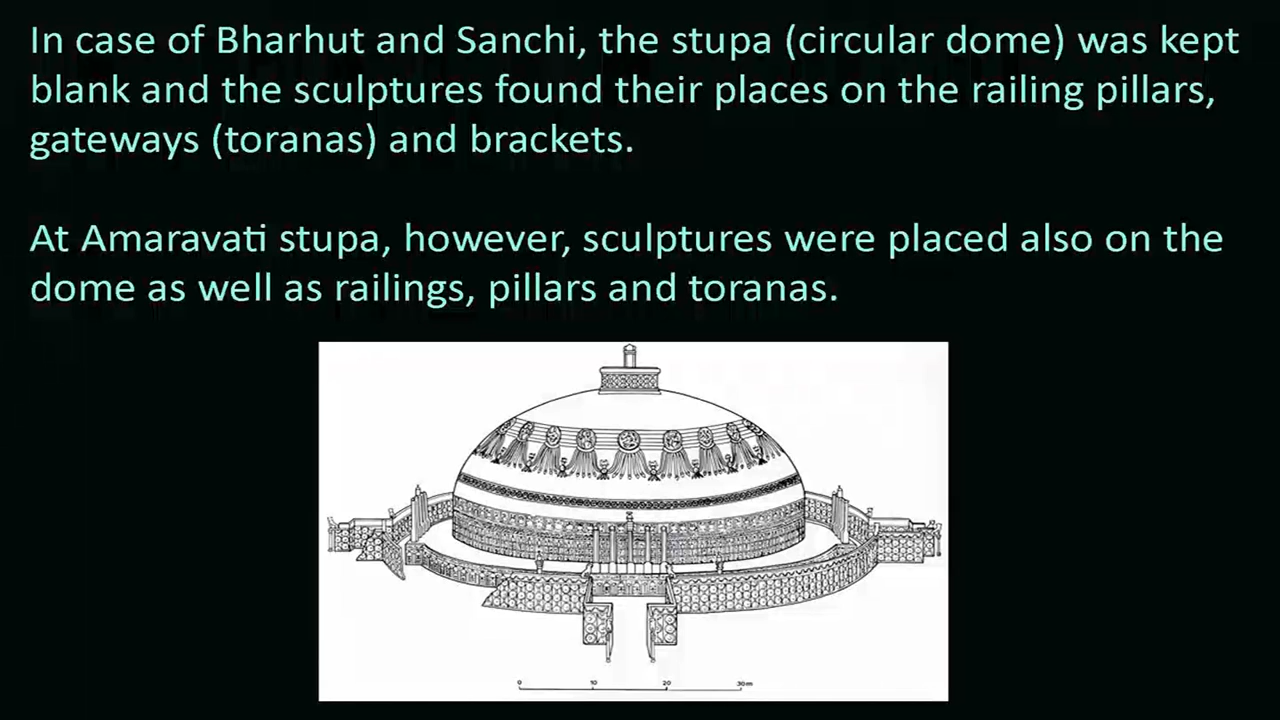 In case of Bharhut and Sanchi, the stupa (circular dome) was kept
blank and the sculptures found their places on the railing pillars,
gateways (toranas) and brackets.
At Amaravati stupa, however, sculptures were placed also on the
dome as well as railings, pillars and toranas.
0 10 20 30m